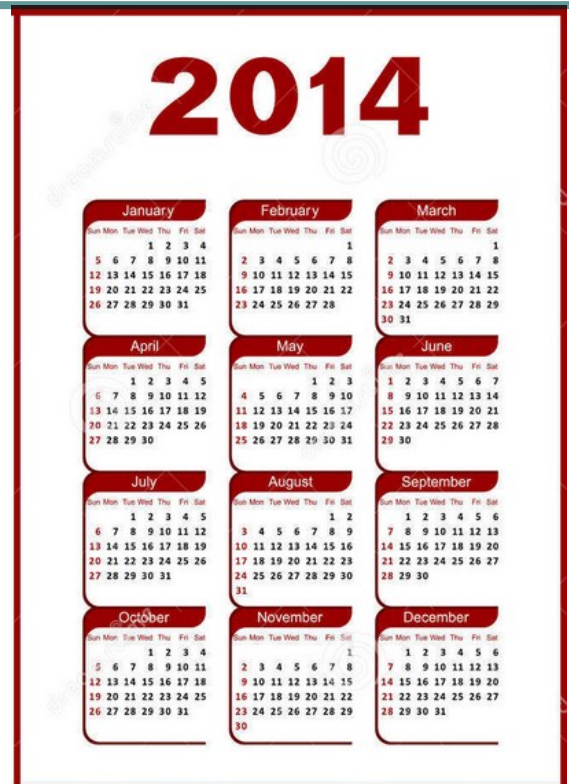 2014
January
Sun Mon Tue Wed Thu Fri Sat
1 2 3 4
5 6 7 8 9 10 11
12 13 14 15 16 17 18
19 20 21 22 23 24 25
26 27 28 29 30 31
February
Sun Mon Tue Wed Thu Fri Sat
1
2 3 4 5 6 7 8
9 10 11 12 13 14 15
16 17 18 19 20 21 22
23 24 25 26 27 28
March
Sun Mon Tue Wed Thu Fri Sat
1
2 3 4 5 6 7 8
9 10 11 12 13 14 15
16 17 18 19 20 21 22
23 24 25 26 27 28 29
30 31
April
Sun Mon Tue Wed Thu Fri Sat
1 2 3 4 5
6 7 8 9 10 11 12
13 14 15 16 17 18 19
20 21 22 23 24 25 26
27 28 29 30
May
Sun Mon Tue Wed Thu Fri Sat
1 2 3
4 5 6 7 8 9 10
11 12 13 14 15 16 17
18 19 20 21 22 23 24
25 26 27 28 29 30 31
June
Sun Mon Tue Wed Thu Fri Sat
1 2 3 4 5 6 7
8 9 10 11 12 13 14
15 16 17 18 19 20 21
22 23 24 25 26 27 28
29 30
July
Sun Mon Tue Wed Thu Fri Sat
1 2 3 4 5
6 7 8 9 10 11 12
13 14 15 16 17 18 19
20 21 22 23 24 25 26
27 28 29 30 31
August
Sun Mon Tue Wed Thu Fri Sat
1 2
3 4 5 6 7 8 9
10 11 12 13 14 15 16
17 18 19 20 21 22 23
24 25 26 27 28 29 30
31
September
Sun Mon Tue Wed Thu Fri Sat
1 2 3 4 5 6
7 8 9 10 11 12 13
14 15 16 17 18 19 20
21 22 23 24 25 26 27
28 29 30
October
Sun Mon Tue Wed Thu Fri Sat
1 2 3 4
5 6 7 8 9 10 11
12 13 14 15 16 17 18
19 20 21 22 23 24 25
26 27 28 29 30 31
November
Sun Mon Tue Wed Thu Fri Sat
1
2 3 4 5 6 7 8
9 10 11 12 13 14 15
16 17 18 19 20 21 22
23 24 25 26 27 28 29
30
December
Sun Mon Tue Wed Thu Fri Sat
1 2 3 4 5 6
7 8 9 10 11 12 13
14 15 16 17 18 19 20
21 22 23 24 25 26 27
28 29 30 31